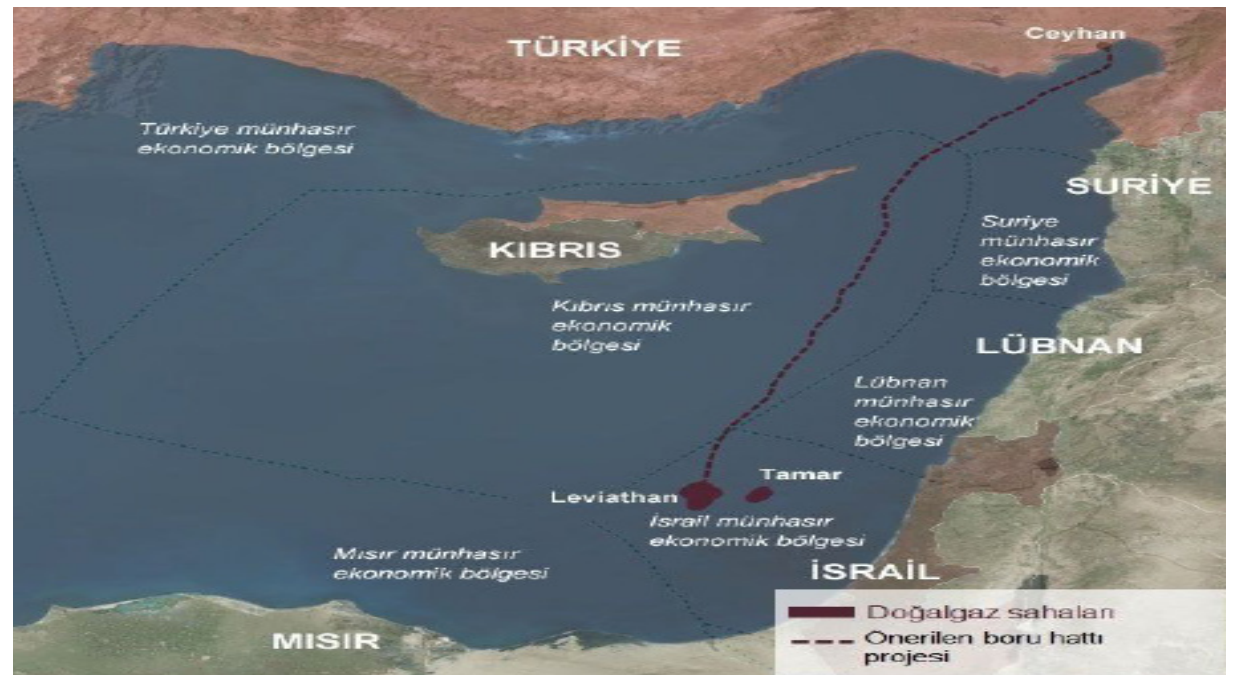 Ceyhan
TÜRKİYE
Türkiye münhasır
ekonomik bölgesi
SURİYE
Suriye
münhasır
ekonomik
bölgesi
KIBRIS
Kıbrıs münhasır
ekonomik
bölgesi
LÜBNAN
Lübnan
münhasır
ekonomik
bölgesi
Tamar
Leviathan
İsrail münhasır
ekonomik bölgesi
Mısır münhasır
ekonomik bölgesi
İSRAİL
MISIR
Doğalgaz sahaları
Önerilen boru hattı
projesi